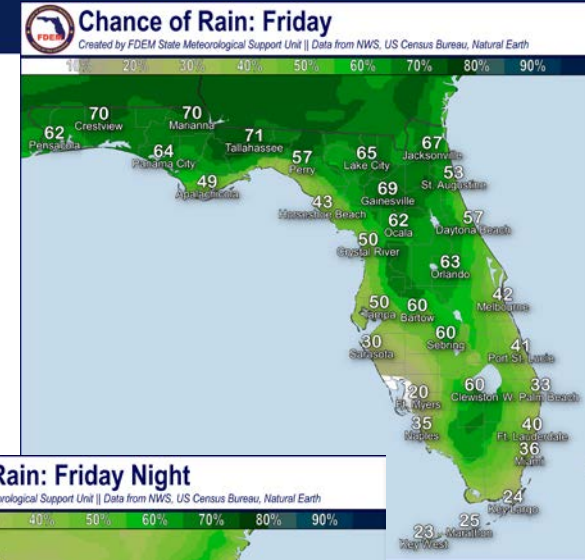 FDEM
Chance of Rain: Friday
Created by FDEM State Meteorological Support Unit || Data from NWS, US Census Bureau, Natural Earth
10% 20% 30% 40% 50% 60% 70% 80% 90%
70
Crestview
70
Marianna
62
Pensacola
71
Tallahassee
64
Panama City
57
Perry
65
Lake City
67
Jacksonville
49
Apalachicola
53
St. Augustine
69
Gainesville
43
Horseshoe Beach
62
Ocala
57
Daytona Beach
50
Crystal River
63
Orlando
50
Tampa
60
Bartow
42
Melbourne
30
Sarasota
60
Sebring
41
Port St. Lucie
20
Ft. Myers
60
Clewiston
33
W. Palm Beach
35
Naples
40
Ft. Lauderdale
36
Miami
24
Key Largo
23
Key West
25
Marathon
Rain: Friday Night
orological Support Unit || Data from NWS, US Census Bureau, Natural Earth
40% 50% 60% 70% 80% 90%